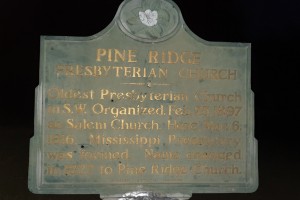 PINE RIDGE
PRESBYTERIAN CHURCH
Oldest Presbyterian Church
in S.W. Organized Feb.
as Salem Church. Here
Mississippi Presbytery
was formed. Name
to Pine Ridge Church.